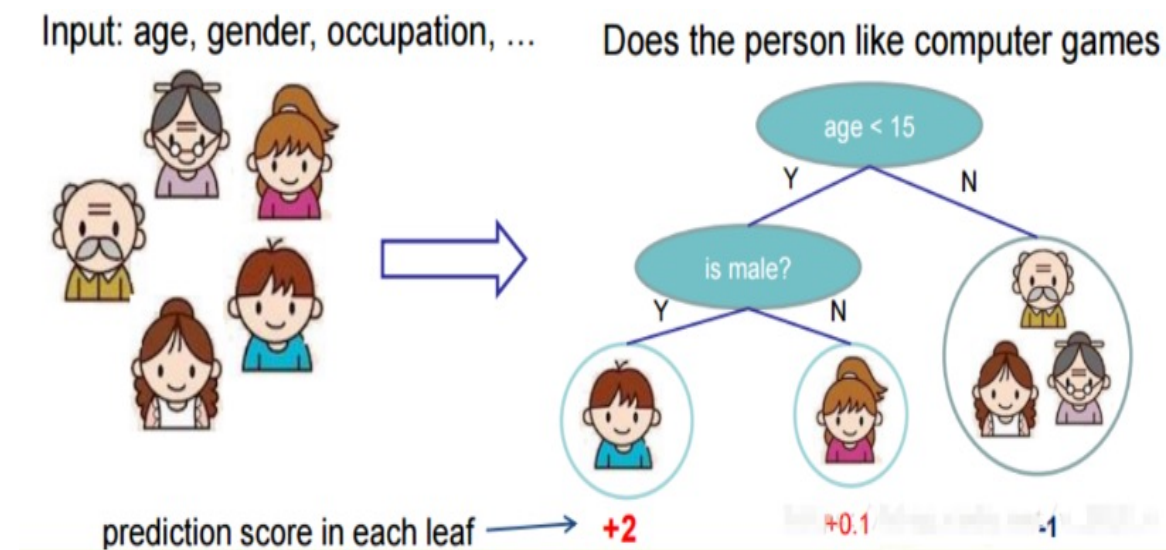 Input: age, gender, occupation, ...
Does the person like computer games
age < 15
Y
N
is male?
Y
N
prediction score in each leaf
+2
+0.1
-1